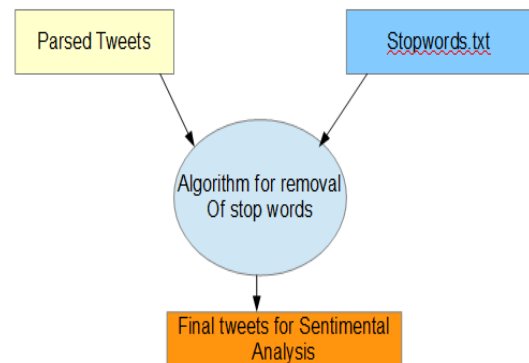 Parsed Tweets
Stopwords.txt
Algorithm for removal
Of stop words
Final tweets for Sentimental
Analysis